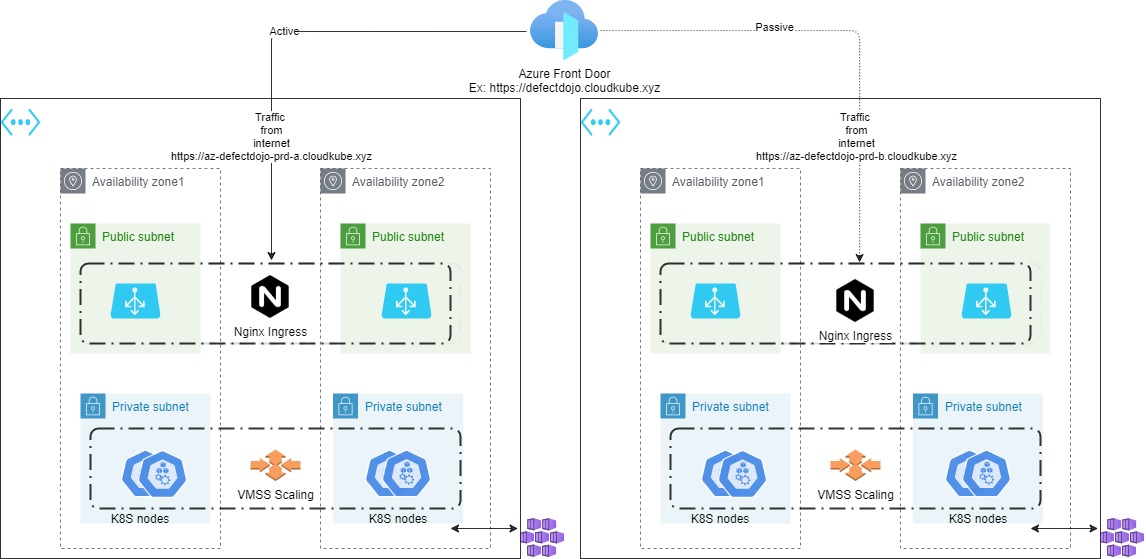 Active
Passive
Azure Front Door
Ex: https://defectdojo.cloudkube.xyz
Traffic
from
internet
https://az-defectdojo-prd-a.cloudkube.xyz
Availability zone1
Availability zone2
Public subnet
Public subnet
N
Nginx Ingress
Private subnet
Private subnet
VMSS Scaling
K8S nodes
K8S nodes
Traffic
from
internet
https://az-defectdojo-prd-b.cloudkube.xyz
Availability zone1
Availability zone2
Public subnet
Public subnet
N
Nginx Ingress
Private subnet
Private subnet
VMSS Scaling
K8S nodes
K8S nodes